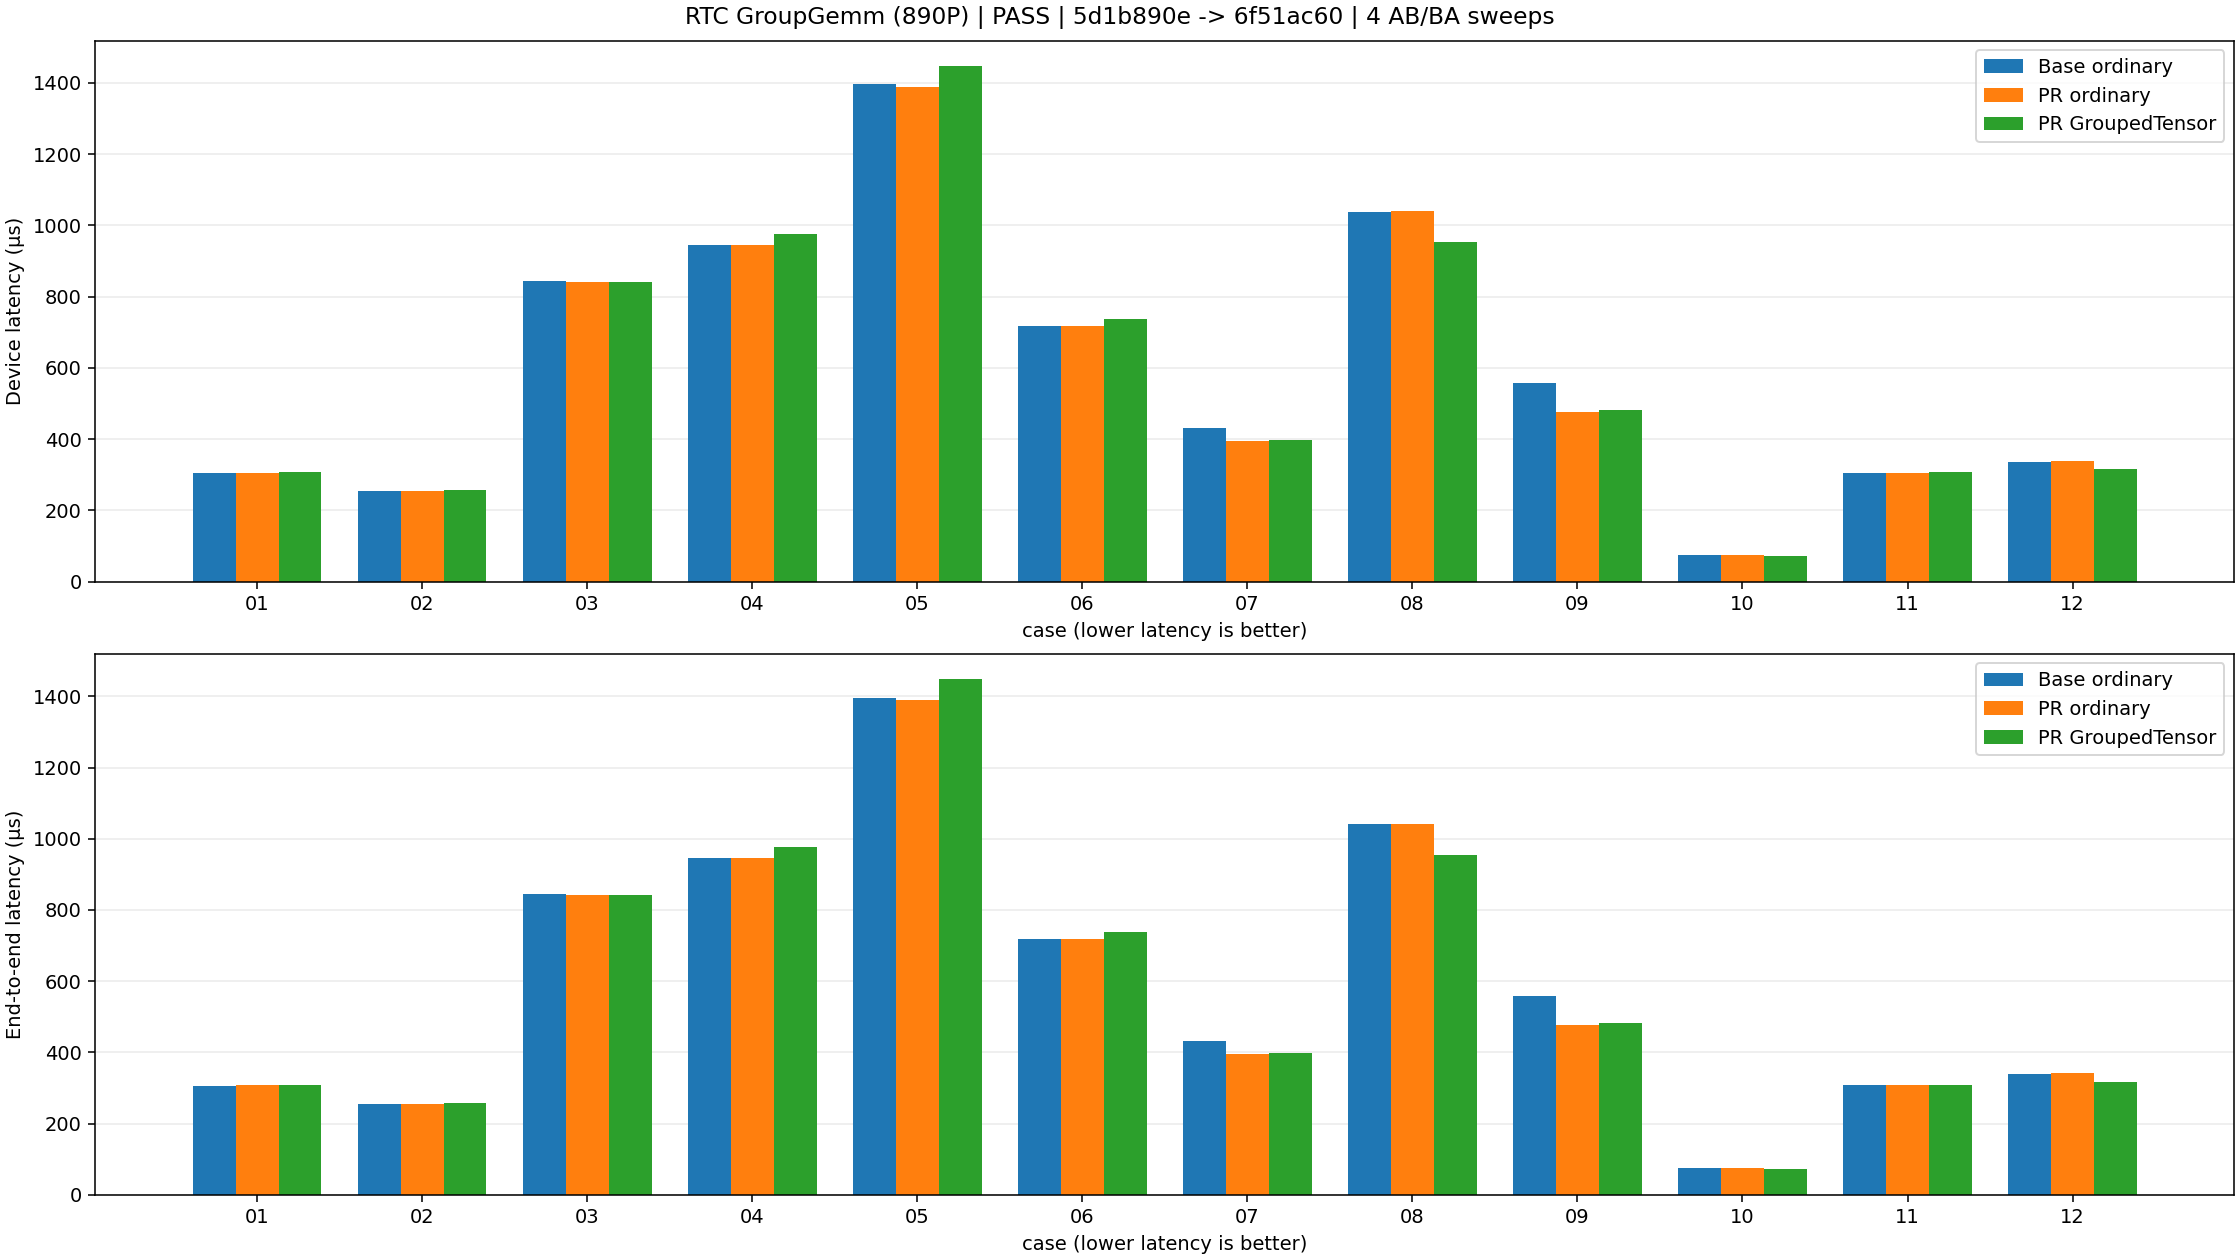 RTC GroupGemm (890P) | PASS | 5d1b890e -> 6f51ac60 | 4 AB/BA sweeps
Device latency (µs)
1400
1200
1000
800
600
400
200
0
Base ordinary
PR ordinary
PR GroupedTensor
01 02 03 04 05 06 07 08 09 10 11 12
case (lower latency is better)
End-to-end latency (µs)
1400
1200
1000
800
600
400
200
0
Base ordinary
PR ordinary
PR GroupedTensor
01 02 03 04 05 06 07 08 09 10 11 12
case (lower latency is better)